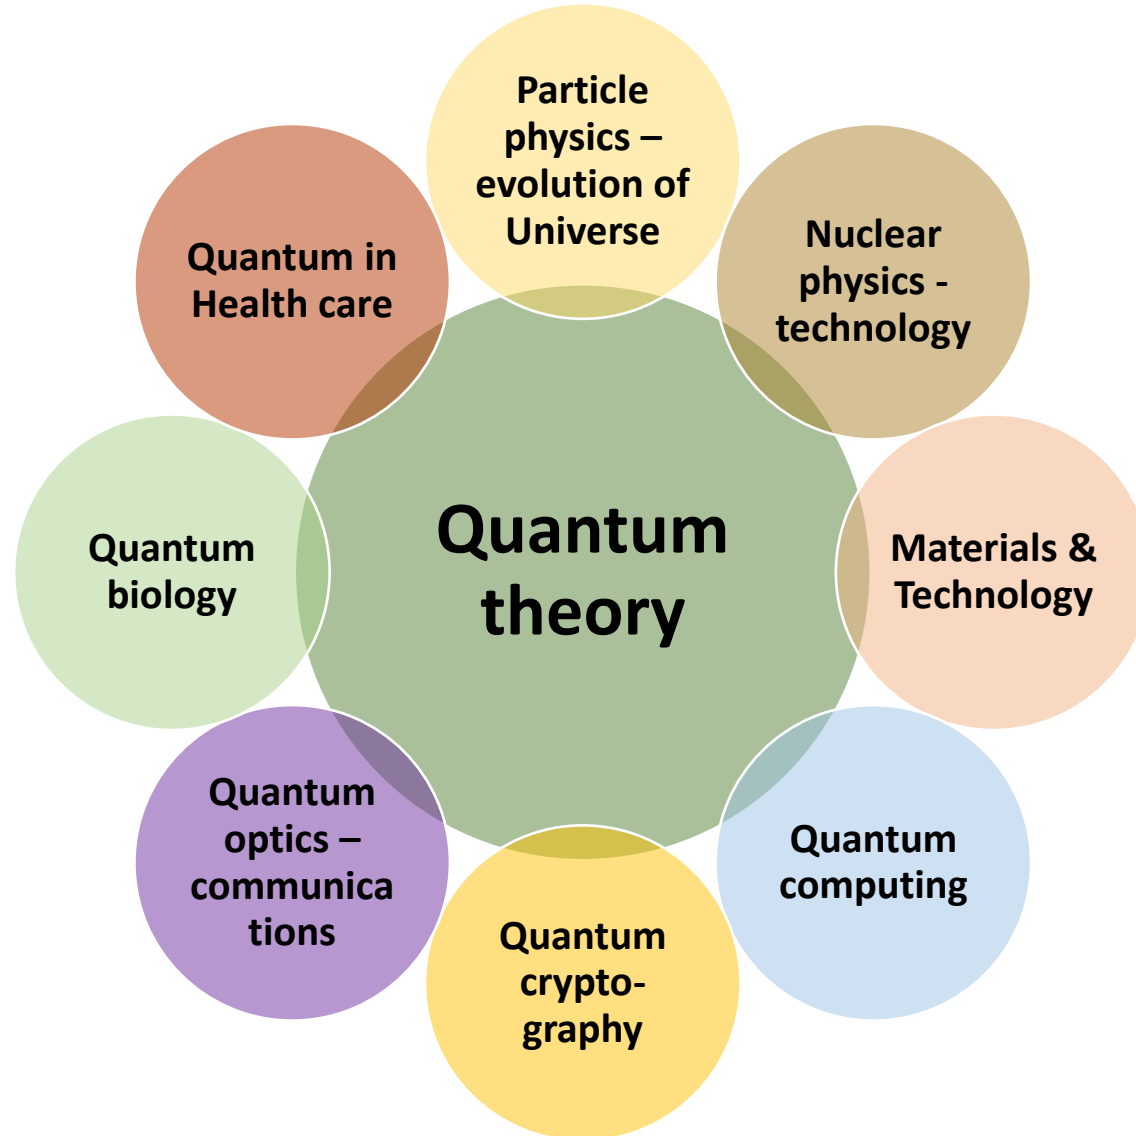 Particle
physics –
evolution of
Universe
Nuclear
physics -
technology
Materials &
Technology
Quantum
computing
Quantum
crypto-
graphy
Quantum
optics –
communica
tions
Quantum
biology
Quantum in
Health care
Quantum
theory